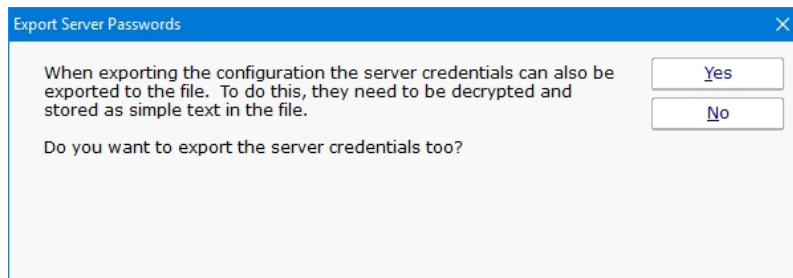 Export Server Passwords
When exporting the configuration the server credentials can also be
exported to the file.  To do this, they need to be decrypted and
stored as simple text in the file.
Do you want to export the server credentials too?
Yes
No